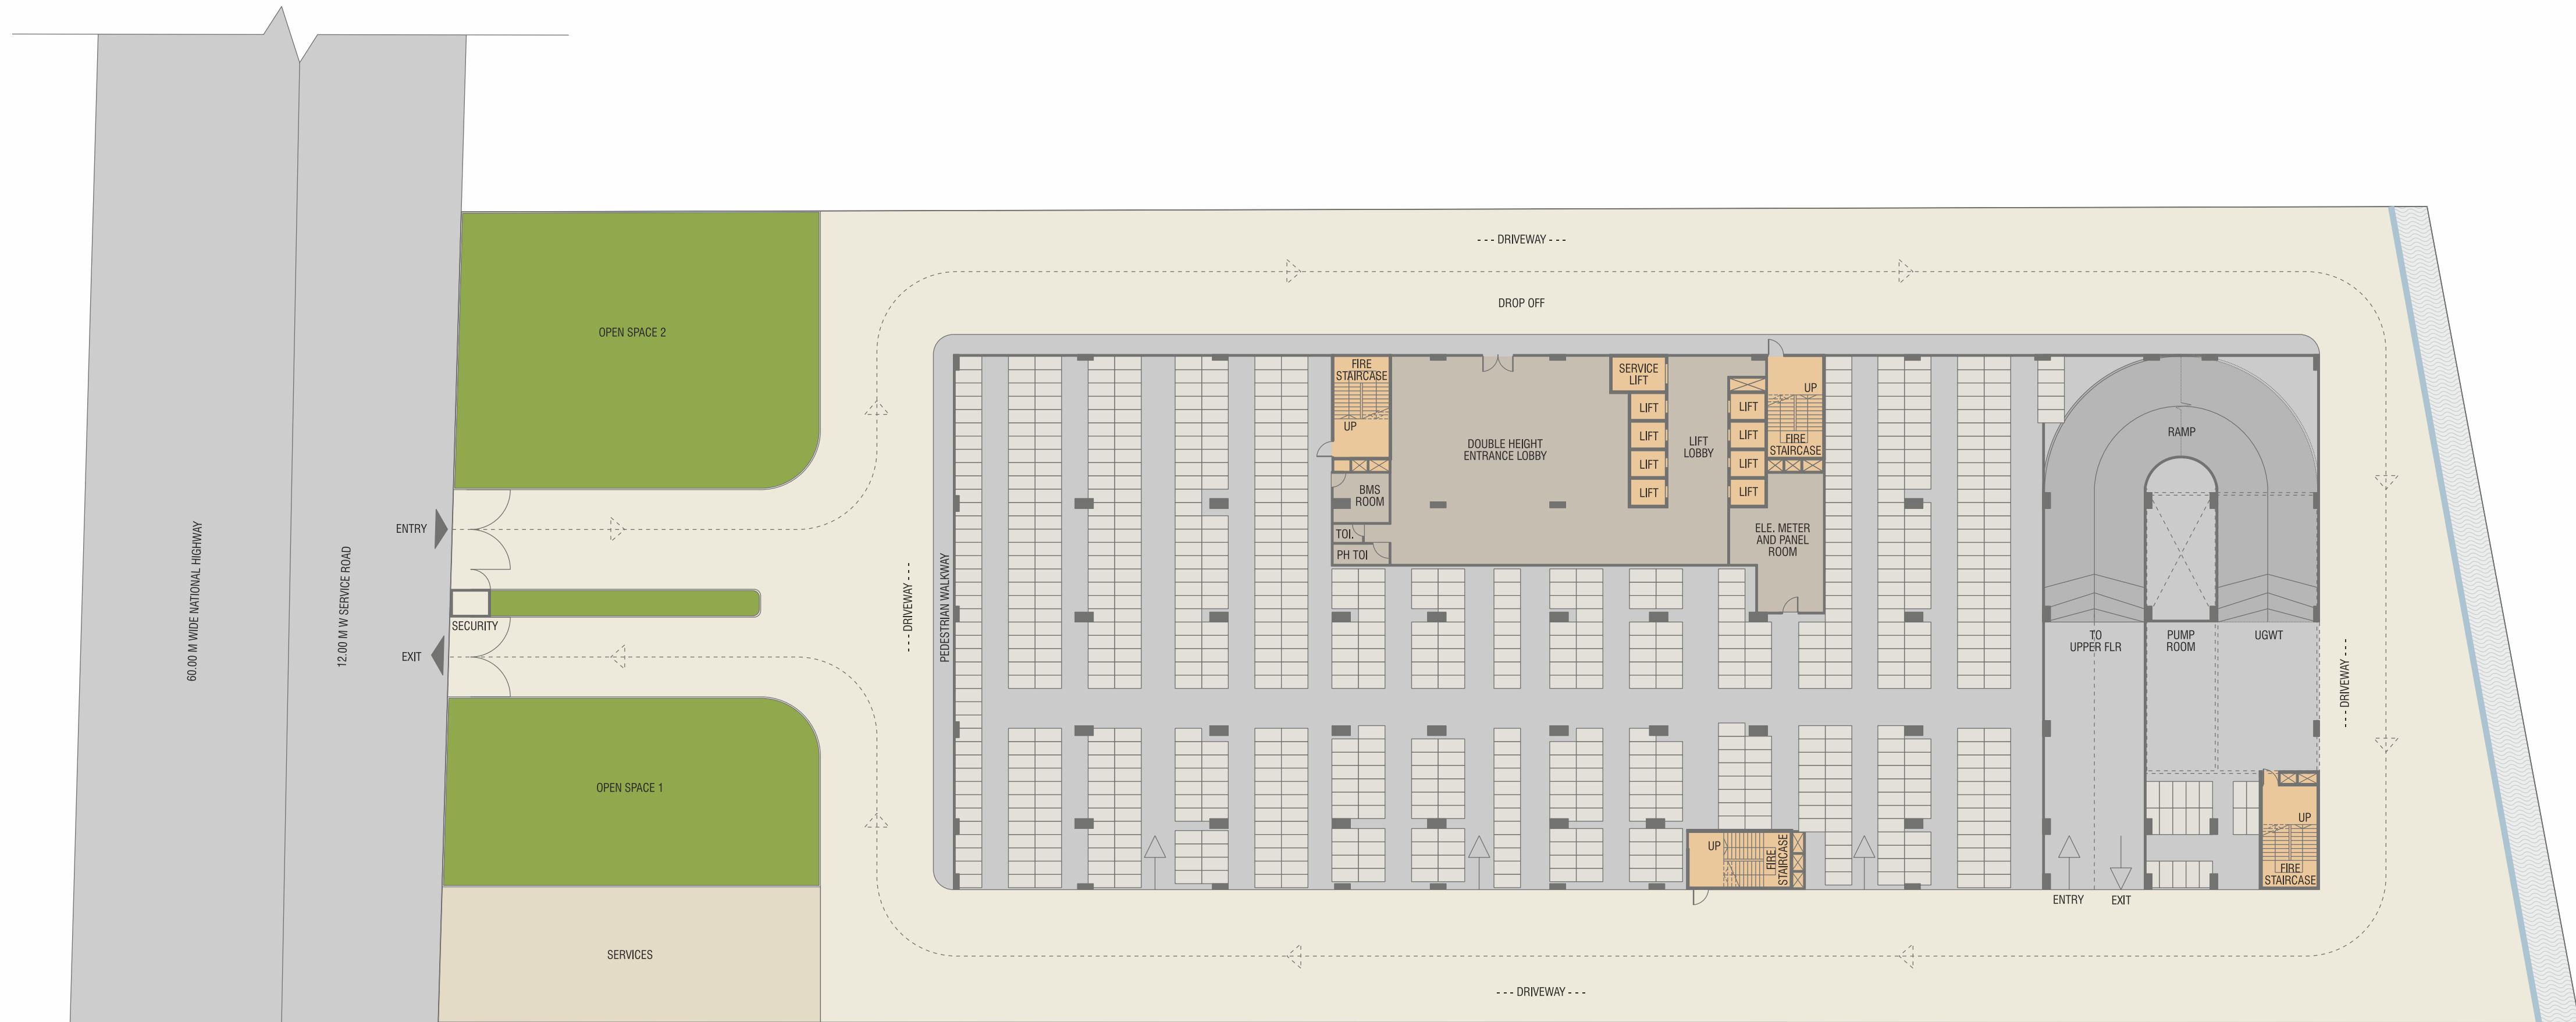 --- DRIVEWAY ---
DROP OFF
OPEN SPACE 2
FIRE
STAIRCASE
UP
SERVICE
LIFT
LIFT
LIFT
LIFT
LIFT
LIFT
LOBBY
LIFT
LIFT
LIFT
LIFT
UP
FIRE
STAIRCASE
DOUBLE HEIGHT
ENTRANCE LOBBY
RAMP
BMS
ROOM
TOI.
PH TOI
ELE. METER
AND PANEL
ROOM
ENTRY
60.00 M WIDE NATIONAL HIGHWAY
12.00 M W SERVICE ROAD
SECURITY
EXIT
--- DRIVEWAY ---
PEDESTRIAN WALKWAY
TO
UPPER FLR
PUMP
ROOM
UGWT
--- DRIVEWAY ---
OPEN SPACE 1
UP
FIRE
STAIRCASE
UP
FIRE
STAIRCASE
ENTRY
EXIT
SERVICES
--- DRIVEWAY ---